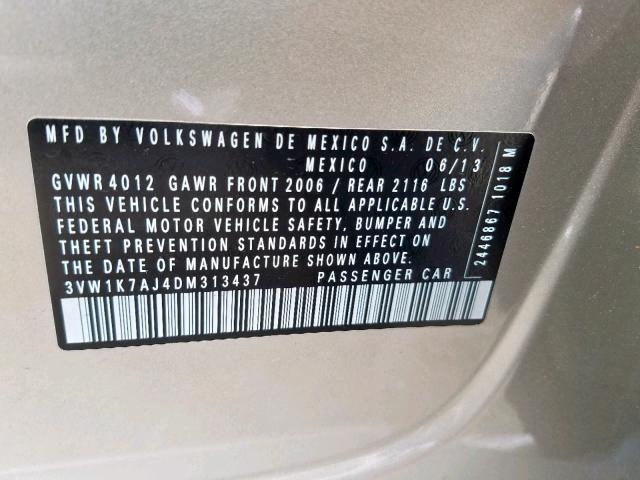 MFD BY VOLKSWAGEN DE MEXICO S.A. DE C.V.
MEXICO 06/13
GVWR 4012 GAWR FRONT 2006 / REAR 2116 LBS
THIS VEHICLE CONFORMS TO ALL APPLICABLE U.S.
FEDERAL MOTOR VEHICLE SAFETY, BUMPER AND
THEFT PREVENTION STANDARDS IN EFFECT ON
THE DATE OF MANUFACTURE SHOWN ABOVE.
3VW1K7AJ4DM313437 PASSENGER CAR
2446867 1018 M